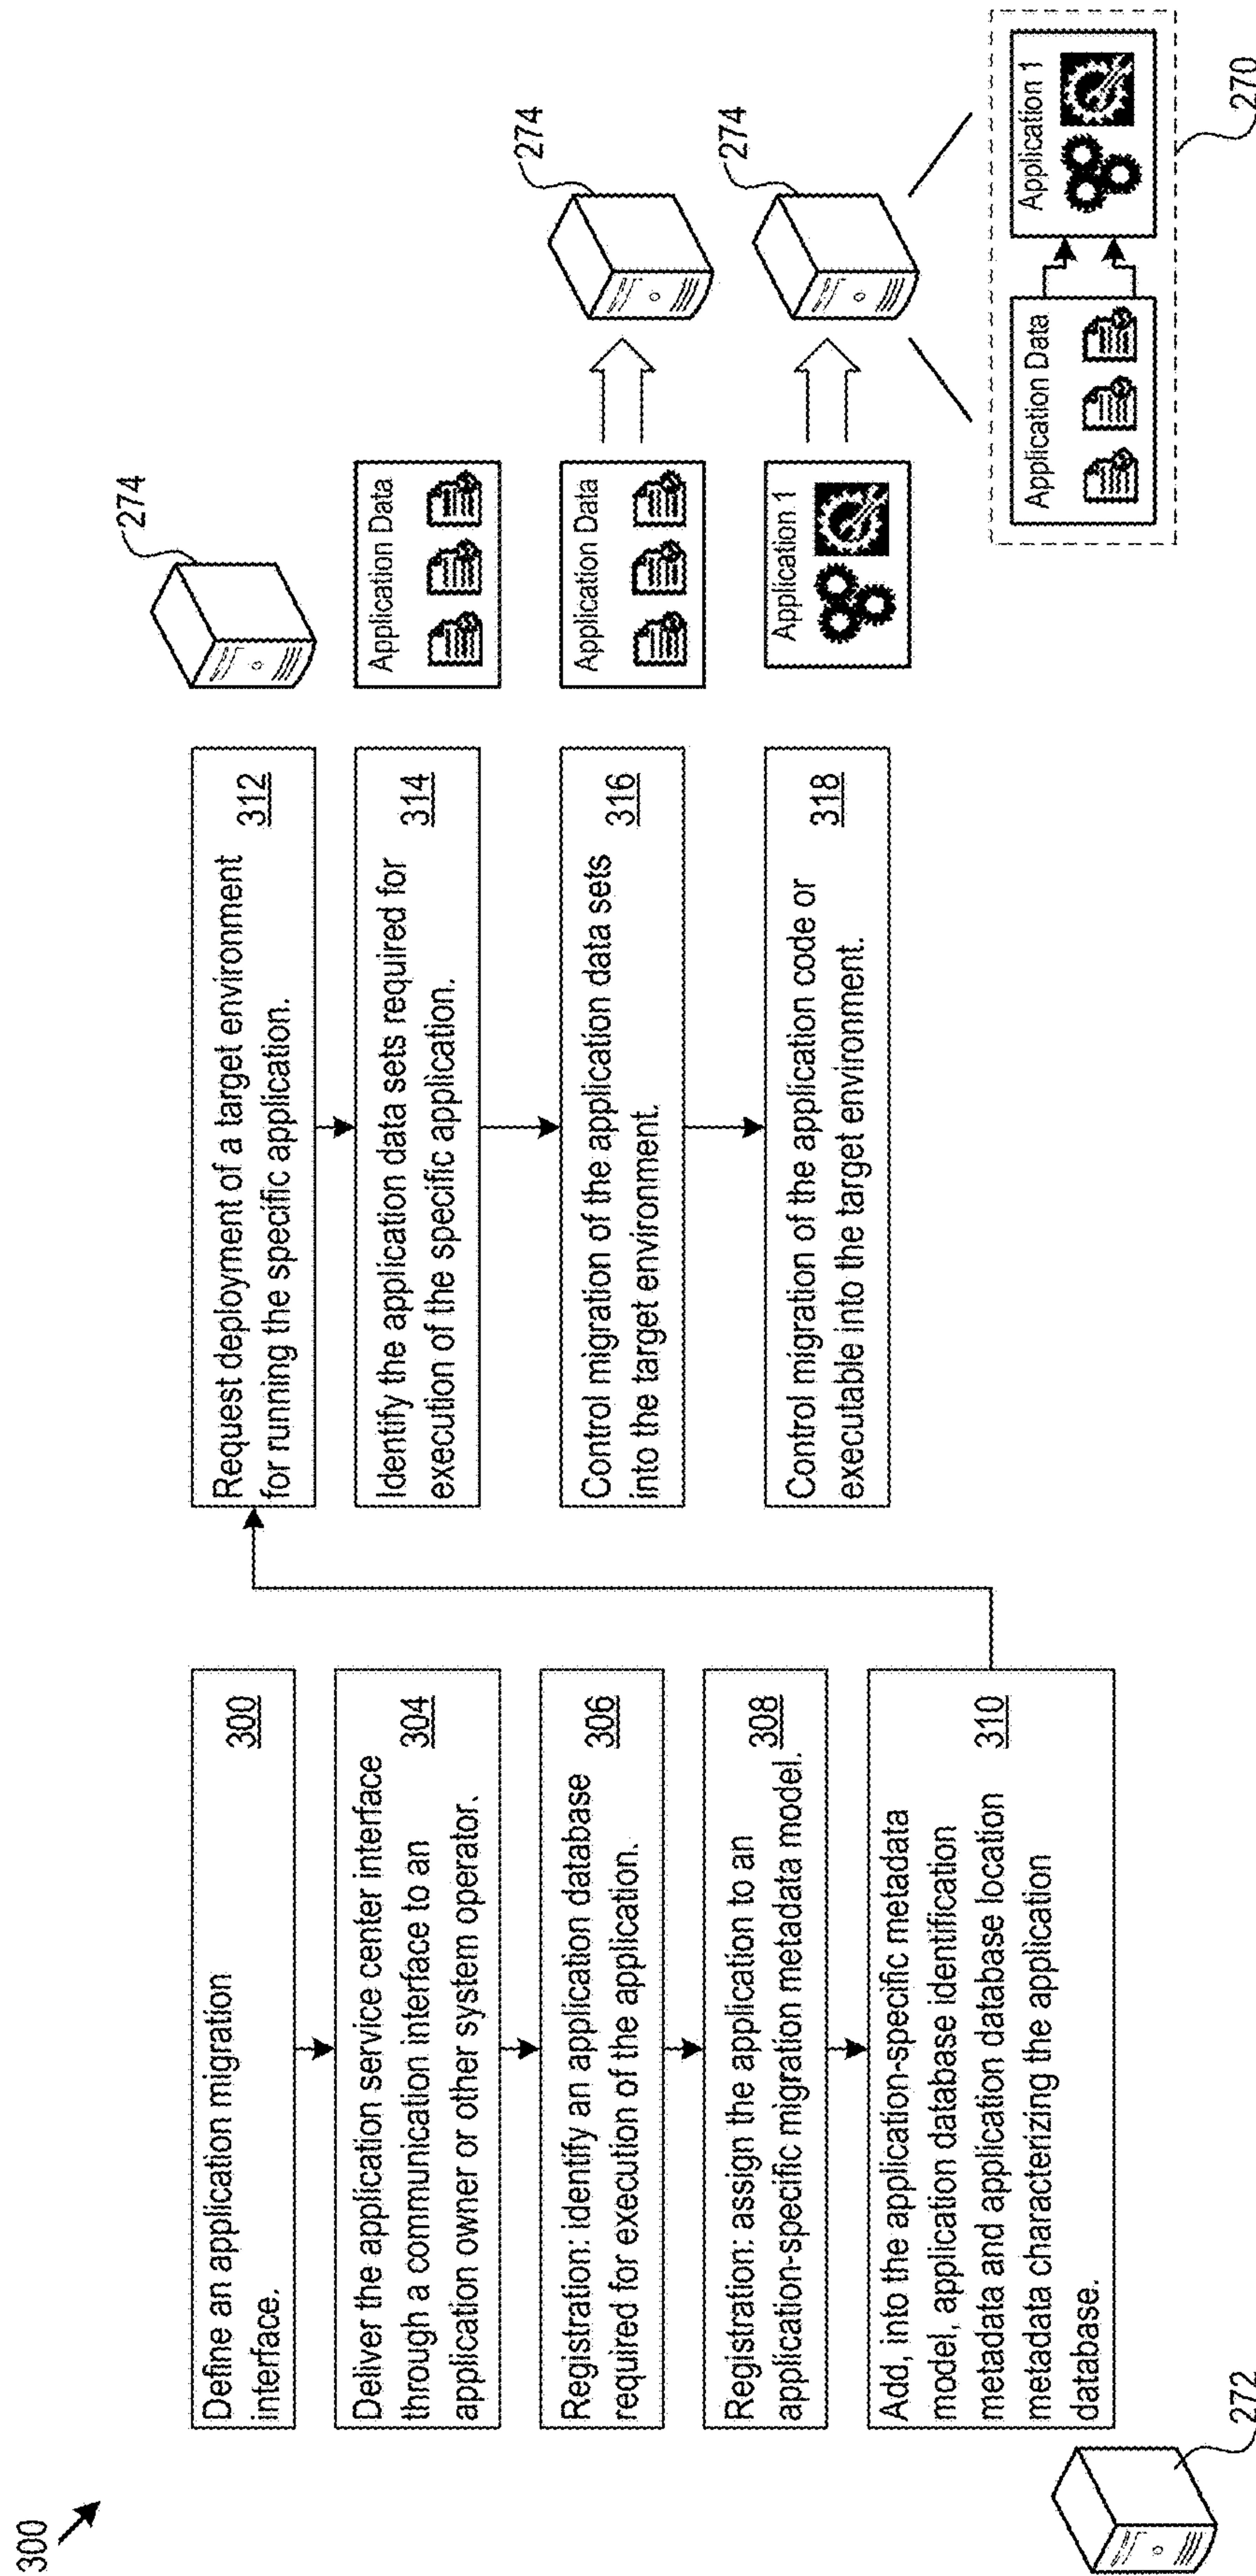 300
Define an application migration
interface.
300
Deliver the application service center interface
through a communication interface to an
304
application owner or other system operator.
Registration: identify an application database
required for execution of the application.
306
Registration: assign the application to an
308
application-specific migration metadata model.
Add, into the application-specific metadata
model, application database identification
metadata and application database location
310
metadata characterizing the application
database.
272
Request deployment of a target environment
for running the specific application.
312
274
Identify the application data sets required for
execution of the specific application.
314
Application Data
Control migration of the application data sets
into the target environment.
316
Application Data
274
Control migration of the application code or
executable into the target environment.
318
Application 1
274
Application Data
Application 1
270